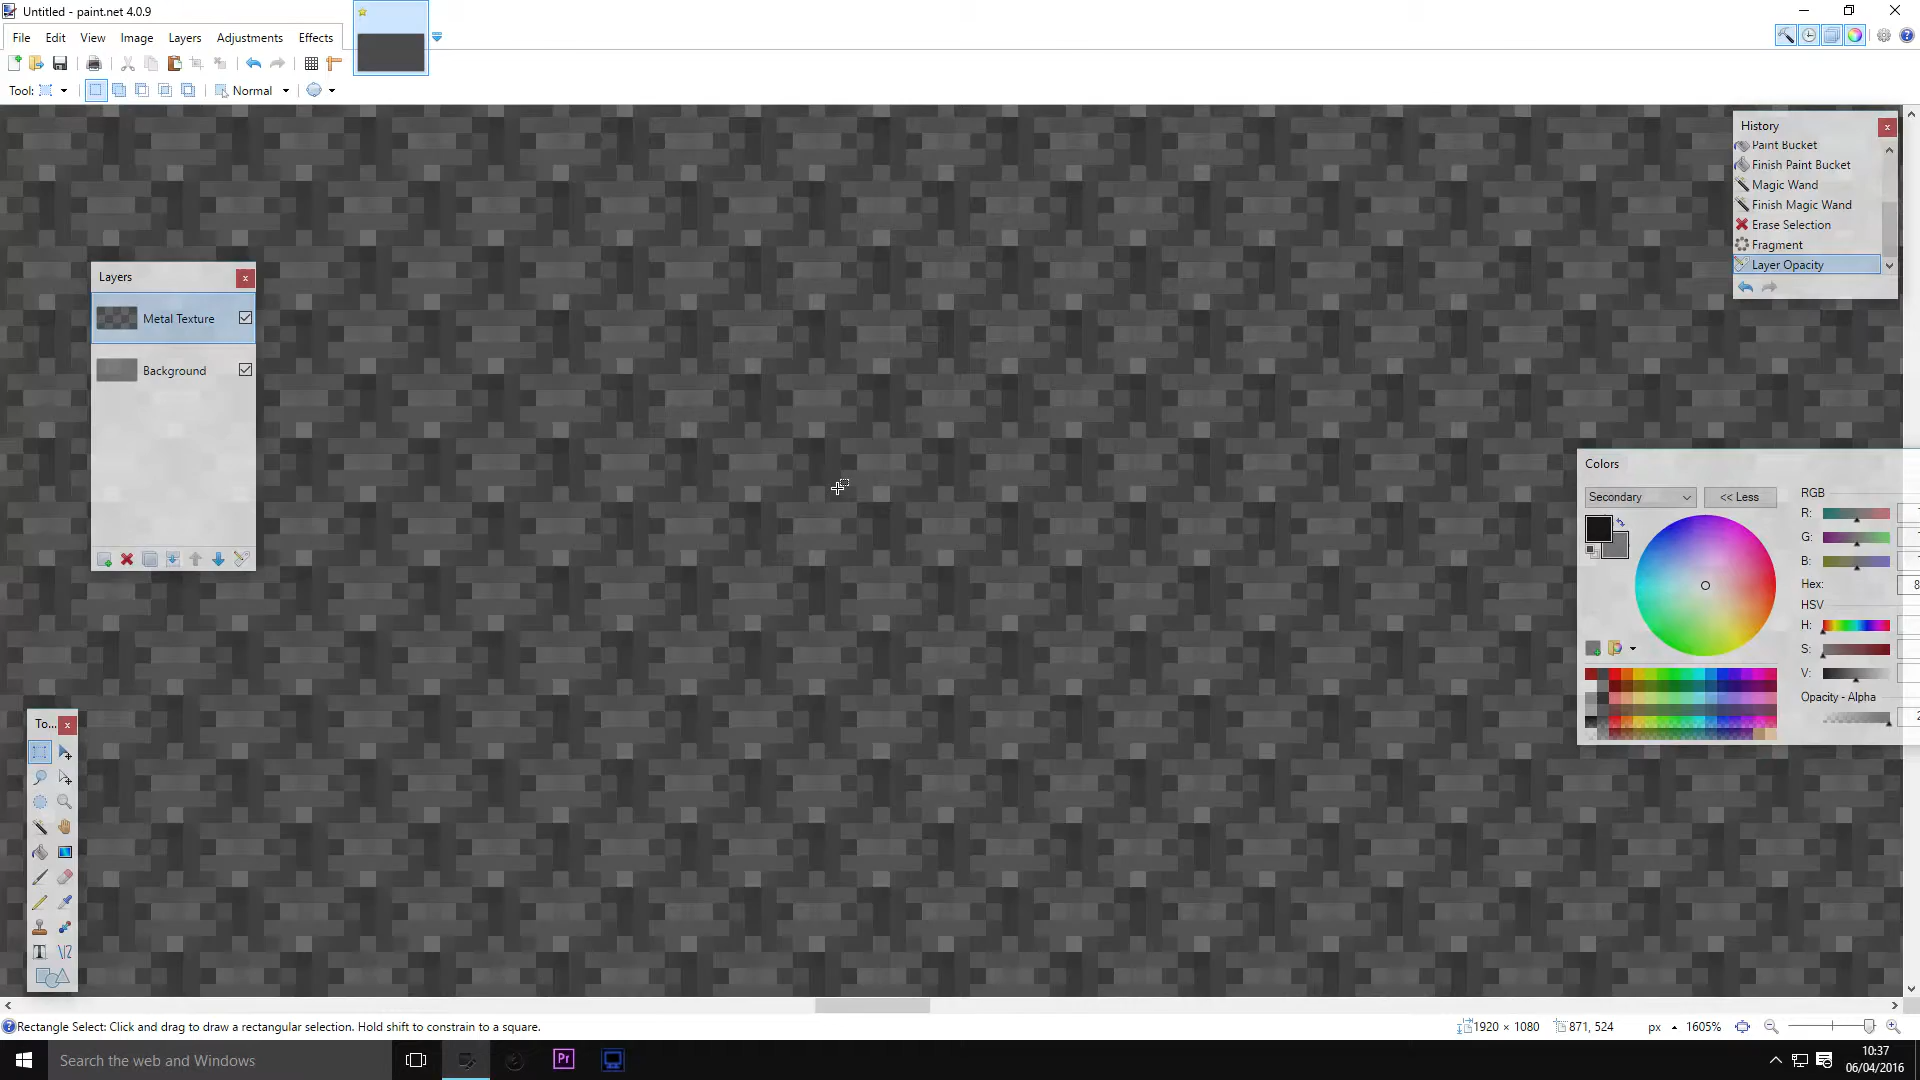 Untitled - paint.net 4.0.9
File Edit View Image Layers Adjustments Effects
Tool: Normal
History
Paint Bucket
Finish Paint Bucket
Magic Wand
Finish Magic Wand
Erase Selection
Fragment
Layer Opacity
Layers
Metal Texture
Background
Colors
Secondary << Less RGB
R:
G:
B:
Hex: 8
HSV
H:
S:
V:
Opacity - Alpha
2
To...
Rectangle Select: Click and drag to draw a rectangular selection. Hold shift to constrain to a square. 1920 × 1080 871, 524 px 1605%
Search the web and Windows
Pr
10:37
06/04/2016